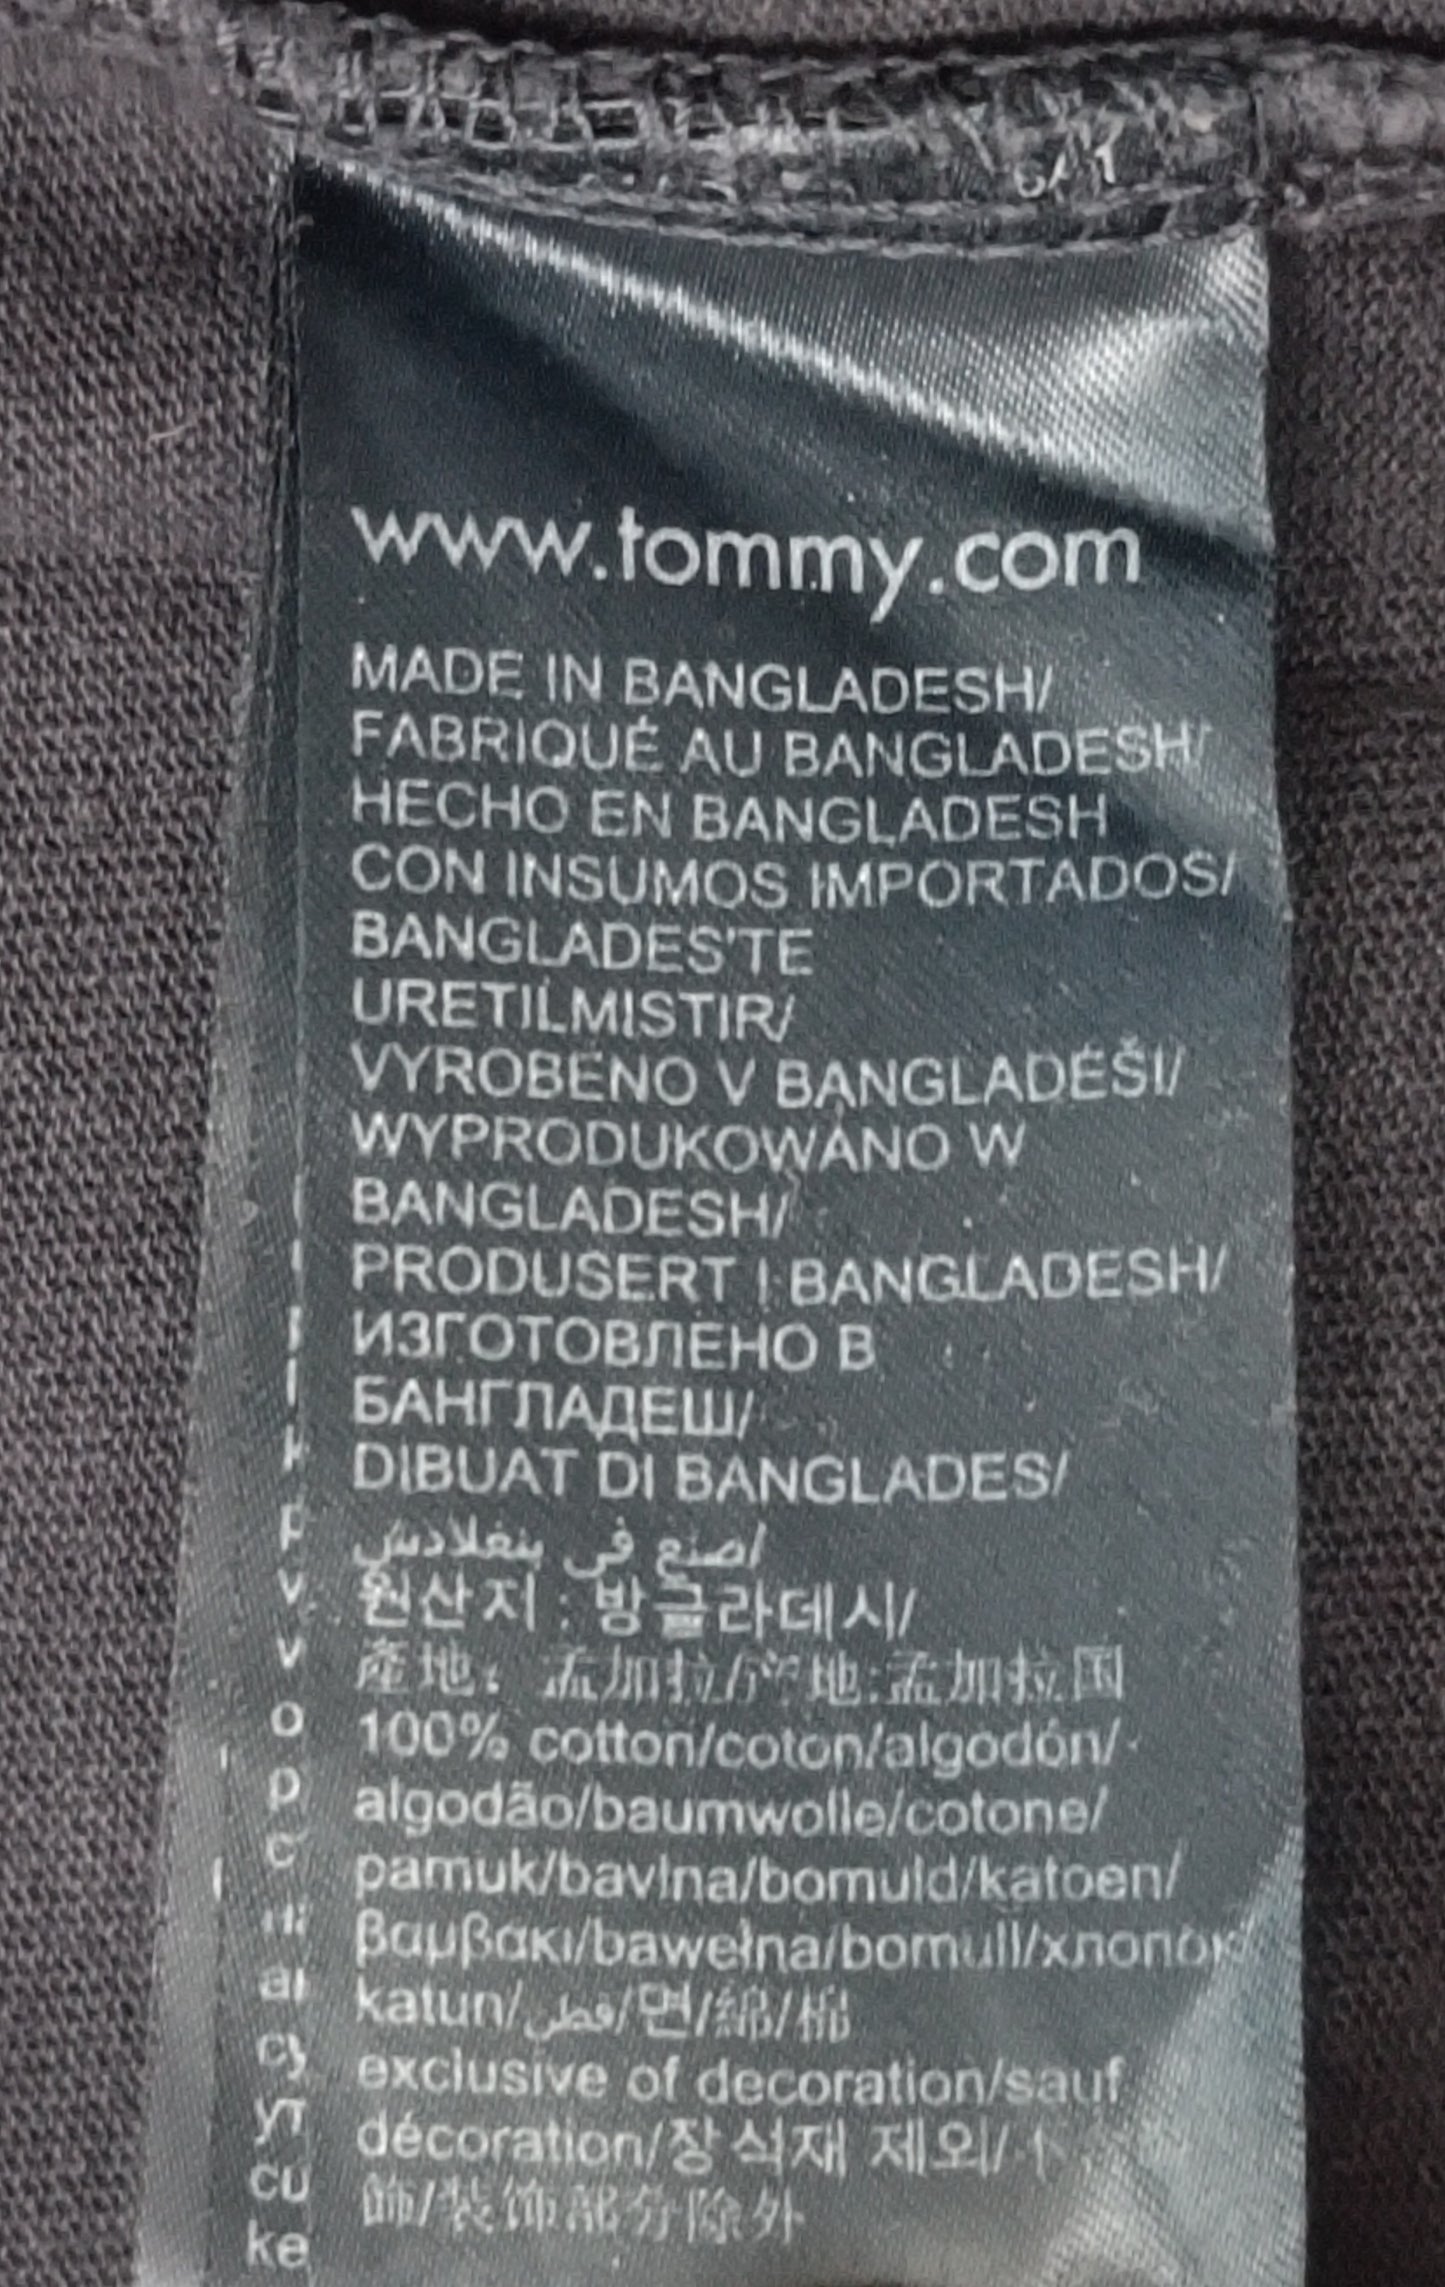 www.tommy.com
MADE IN BANGLADESH/
FABRIQUÉ AU BANGLADESH/
HECHO EN BANGLADESH
CON INSUMOS IMPORTADOS/
BANGLADES'TE
URETILMISTIR/
VYROBENO V BANGLADÉŠI/
WYPRODUKOWANO W
BANGLADESH/
PRODUSERT I BANGLADESH/
ИЗГОТОВЛЕНО В
БАНГЛАДЕШ/
DIBUAT DI BANGLADES/
صنع في بنغلادش/
원산지 : 방글라데시/
產地: 孟加拉/产地:孟加拉国
100% cotton/coton/algodón/
algodão/baumwolle/cotone/
pamuk/bavlna/bomuld/katoen/
βαμβακι/bawełna/bomull/хлопок
katun/قطن/면/綿/棉
exclusive of decoration/sauf
décoration/장식재 제외/不
飾/装饰部分除外